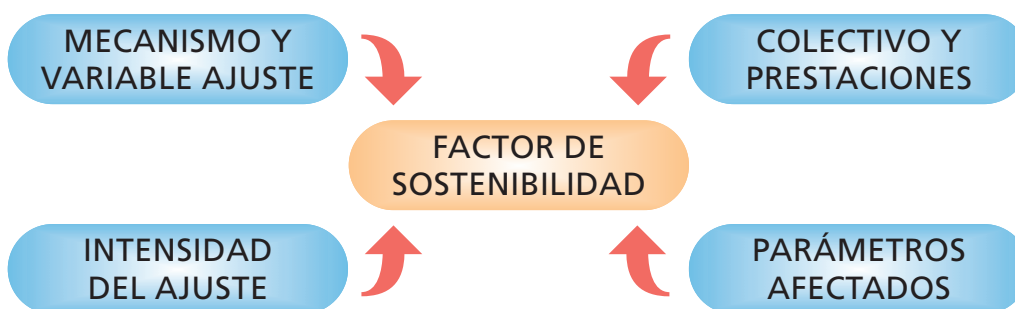 MECANISMO Y
VARIABLE AJUSTE
COLECTIVO Y
PRESTACIONES
FACTOR DE
SOSTENIBILIDAD
INTENSIDAD
DEL AJUSTE
PARÁMETROS
AFECTADOS